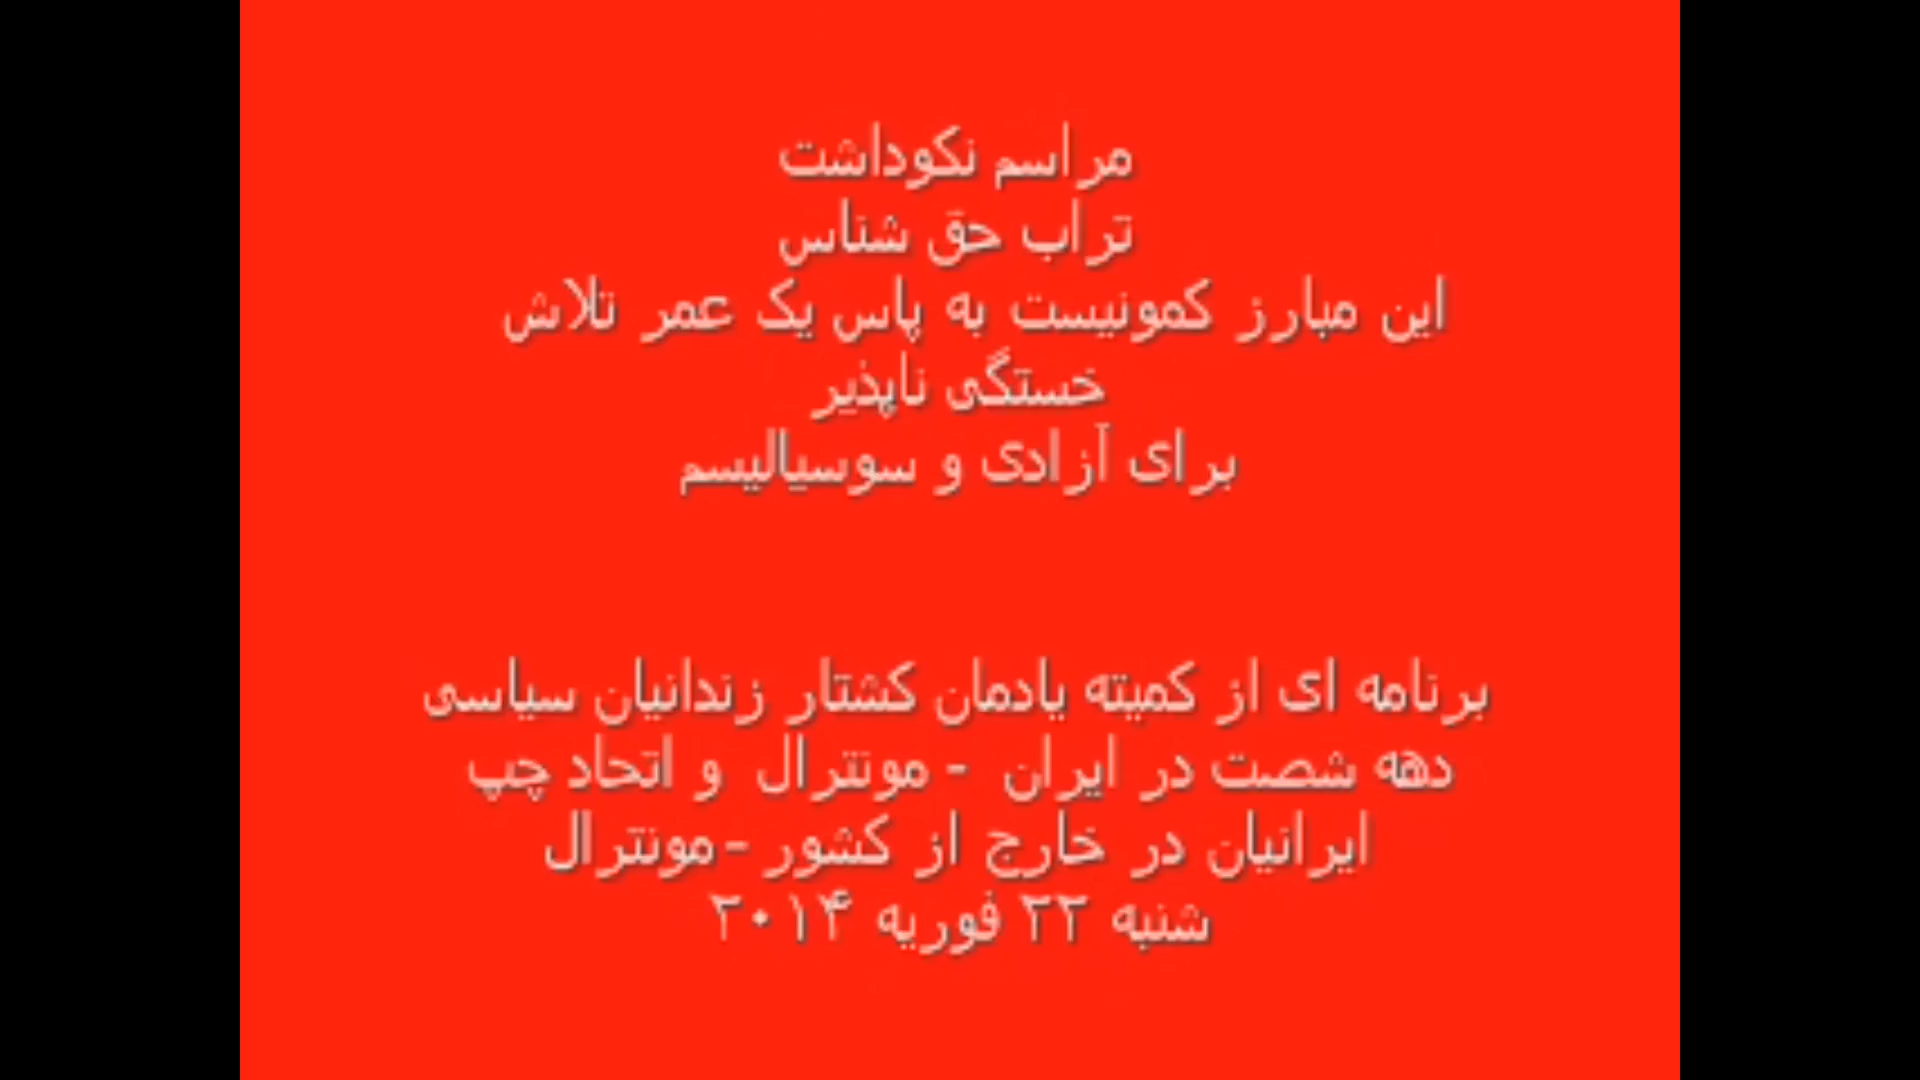 مراسم نکوداشت
تراب حق شناس
این مبارز کمونیست به پاس یک عمر تلاش
خستگی ناپذیر
برای آزادی و سوسیالیسم
برنامه ای از کمیته یادمان کشتار زندانیان سیاسی
دهه شصت در ایران - مونترال و اتحاد چپ
ایرانیان در خارج از کشور -مونترال
شنبه ۲۲ فوریه ۲۰۱۴